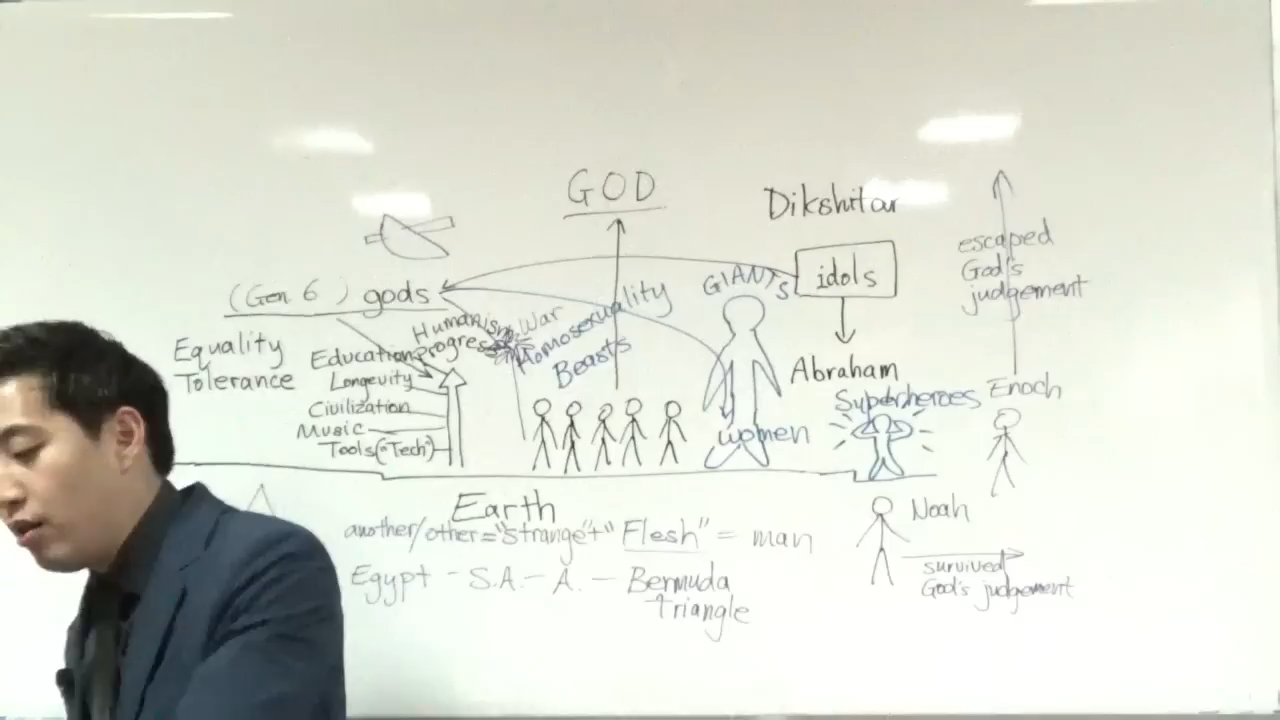 GOD
Dikshitar
escaped
God's
judgement
idols
GIANTS
(Gen 6) gods
Humanism
progress
War
Homosexuality
Beasts
Equality
Tolerance
Education
Longevity
Civilization
Music
Tools("Tech")
Abraham
Superheroes
Enoch
women
Earth
another/other="strange"+"Flesh" = man
Egypt - S.A. - A. - Bermuda
Triangle
Noah
survived
God's judgement